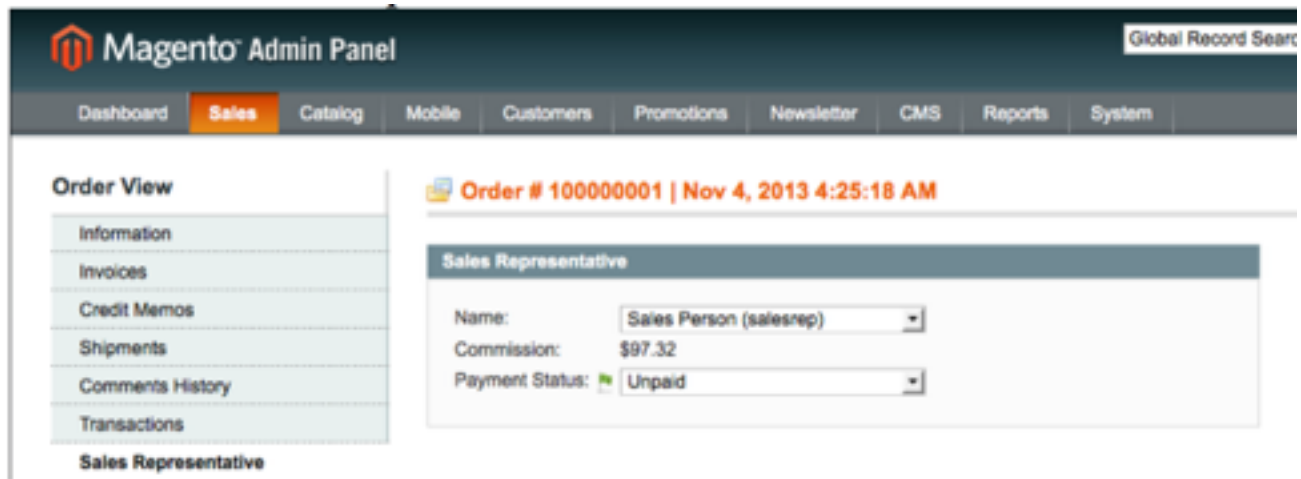 Magento™ Admin Panel
Global Record Searc
Dashboard Sales Catalog Mobile Customers Promotions Newsletter CMS Reports System
Order View
Order # 100000001 | Nov 4, 2013 4:25:18 AM
Information
Invoices
Credit Memos
Shipments
Comments History
Transactions
Sales Representative
Sales Representative
Name: Sales Person (salesrep)
Commission: $97.32
Payment Status: Unpaid